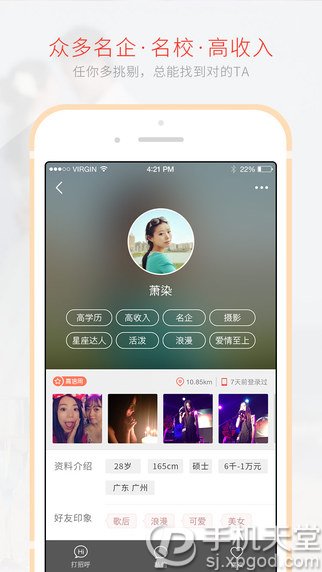 众多名企·名校·高收入
任你多挑剔，总能找到对的TA
VIRGIN 4:21 PM 22%
萧染
高学历 高收入 名企 摄影
星座达人 活泼 浪漫 爱情至上
10.85km 7天前登录过
资料介绍 28岁 165cm 硕士 6千-1万元
广东 广州
好友印象 歌后 浪漫 可爱 美女
Hi
打招呼
手机天堂
sj.xpgod.com